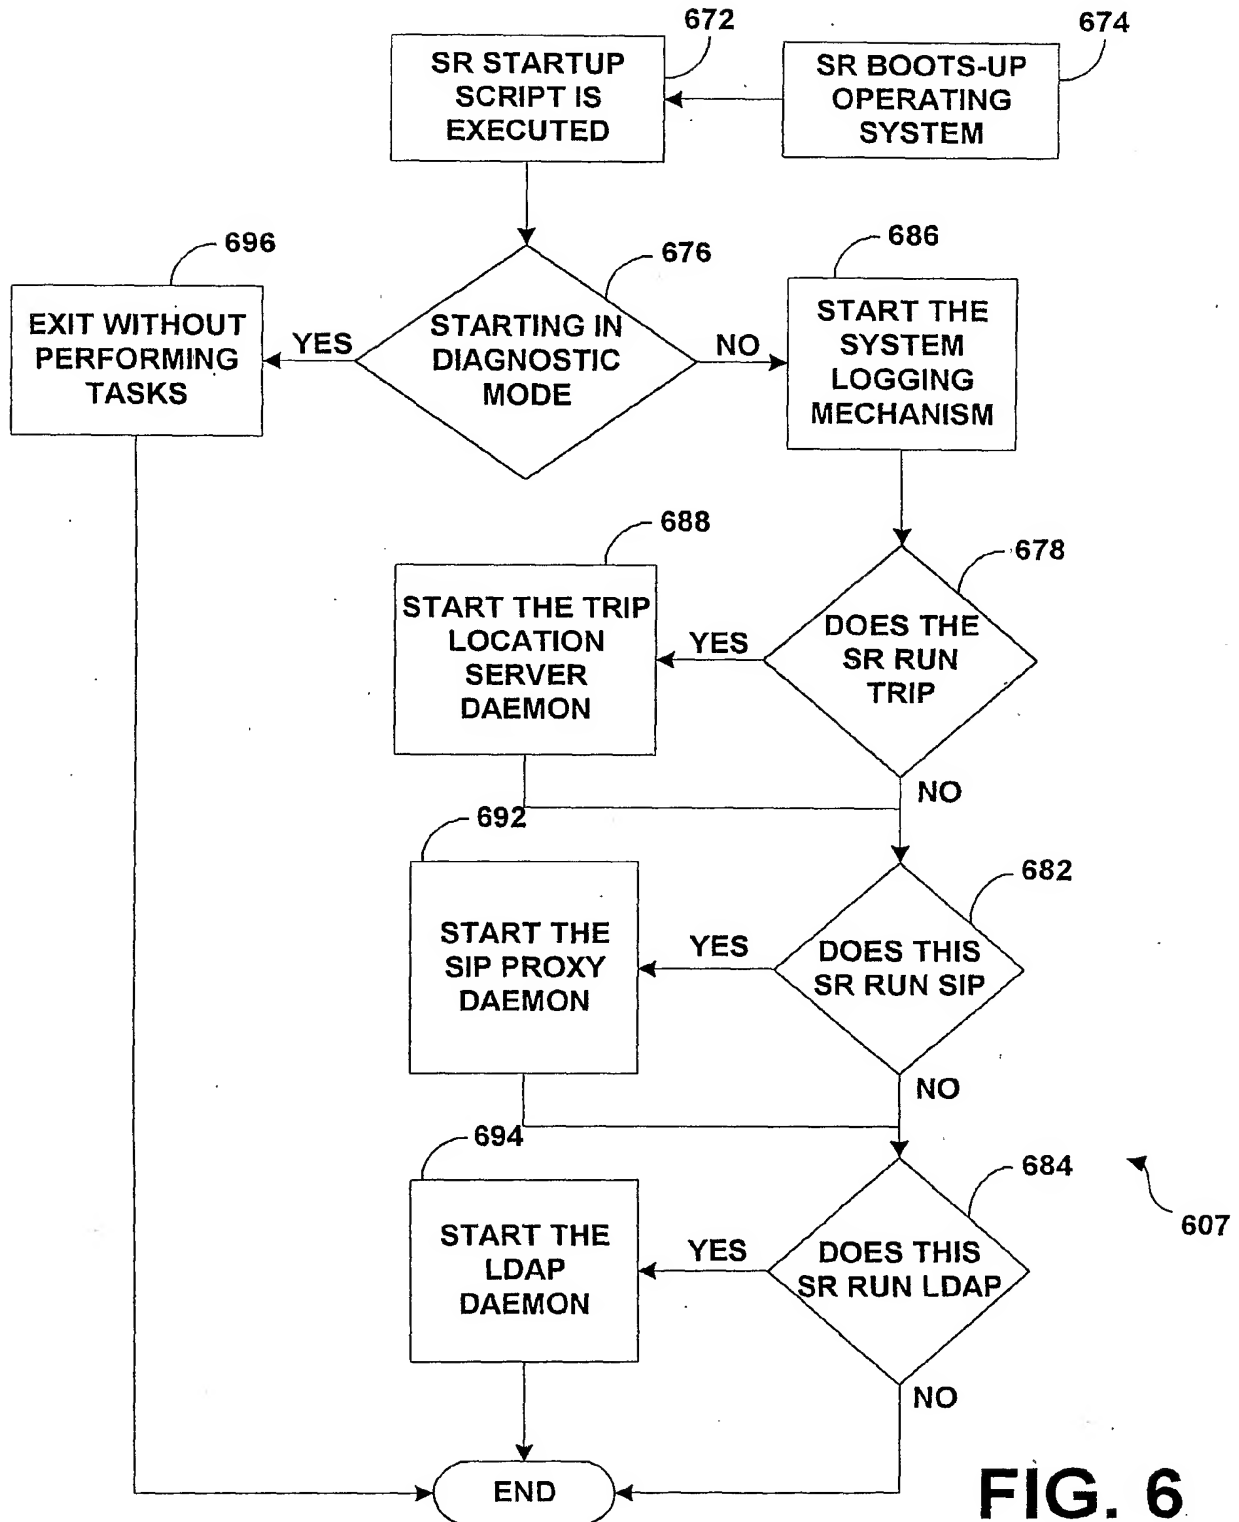 672
674
SR STARTUP
SCRIPT IS
EXECUTED
SR BOOTS-UP
OPERATING
SYSTEM
696
676
686
EXIT WITHOUT
PERFORMING
TASKS
YES
STARTING IN
DIAGNOSTIC
MODE
NO
START THE
SYSTEM
LOGGING
MECHANISM
688
678
START THE TRIP
LOCATION
SERVER
DAEMON
YES
DOES THE
SR RUN
TRIP
NO
692
682
START THE
SIP PROXY
DAEMON
YES
DOES THIS
SR RUN SIP
NO
694
684
607
START THE
LDAP
DAEMON
YES
DOES THIS
SR RUN LDAP
NO
END
FIG. 6